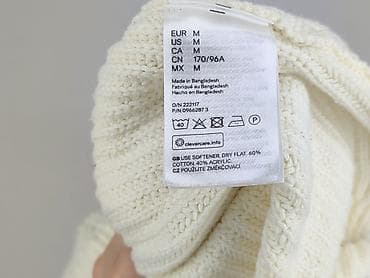 EUR M
US M
CA M
CN 170/96A
MX M
Made in Bangladesh
Fabriqué au Bangladesh
Hecho en Bangladesh
O/N 222117
P/N 0966287 3
40
clevercare.info
GB USE SOFTENER, DRY FLAT. 60%
COTTON. 40% ACRYLIC.
CZ POUŽIJTE ZMĚKČOVACÍ